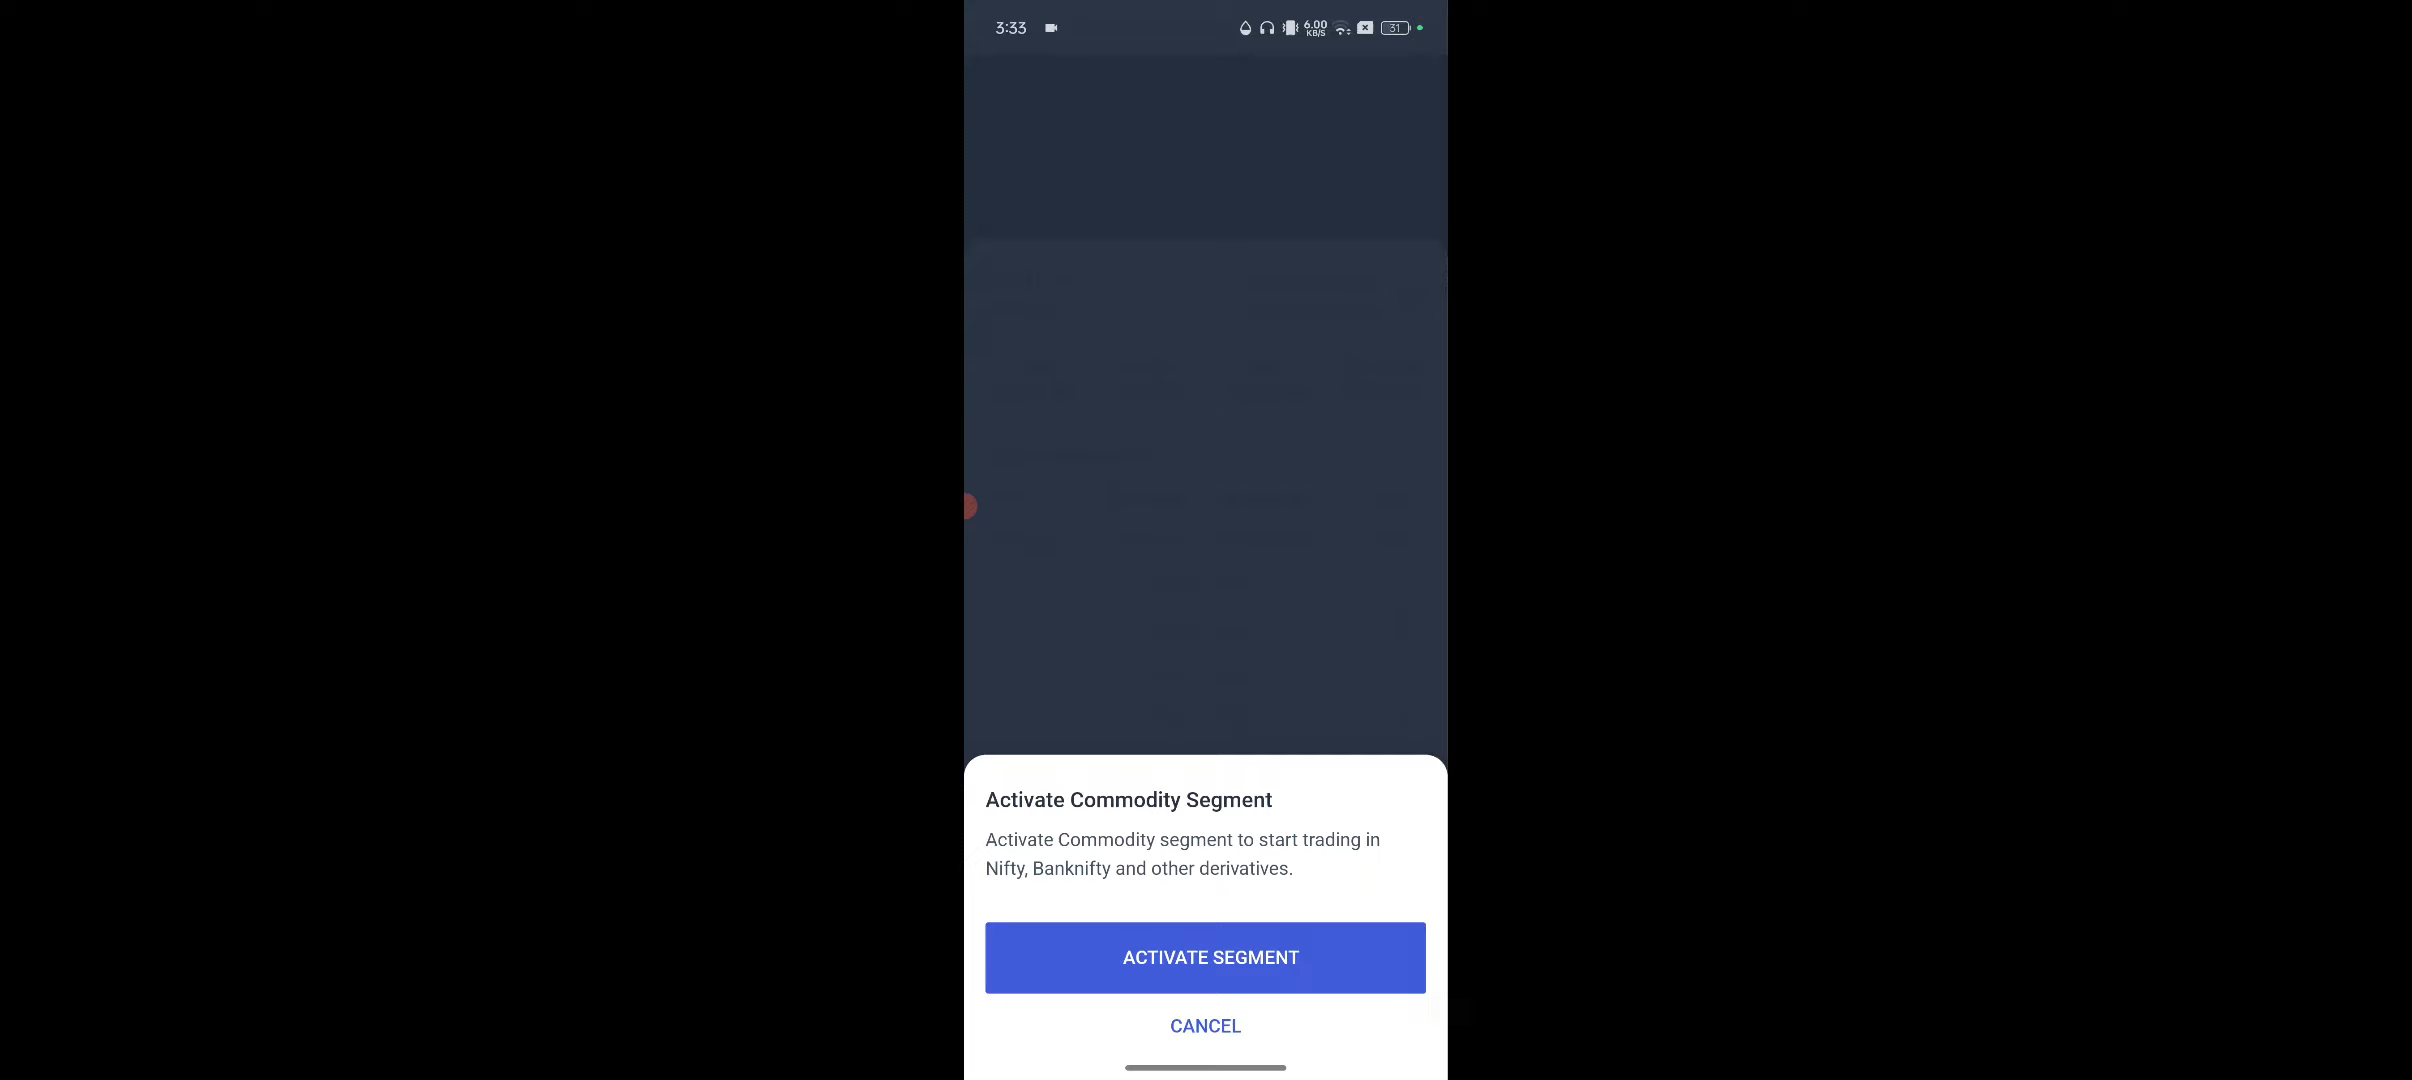 3:33
6.00
KB/S
31
Activate Commodity Segment
Activate Commodity segment to start trading in
Nifty, Banknifty and other derivatives.
ACTIVATE SEGMENT
CANCEL